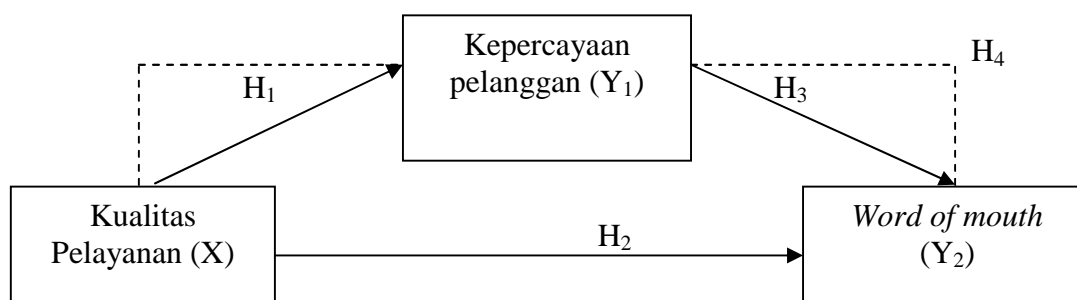 Kepercayaan
pelanggan (Y₁)
H₄
H₁
H₃
Kualitas
Pelayanan (X)
H₂
Word of mouth
(Y₂)